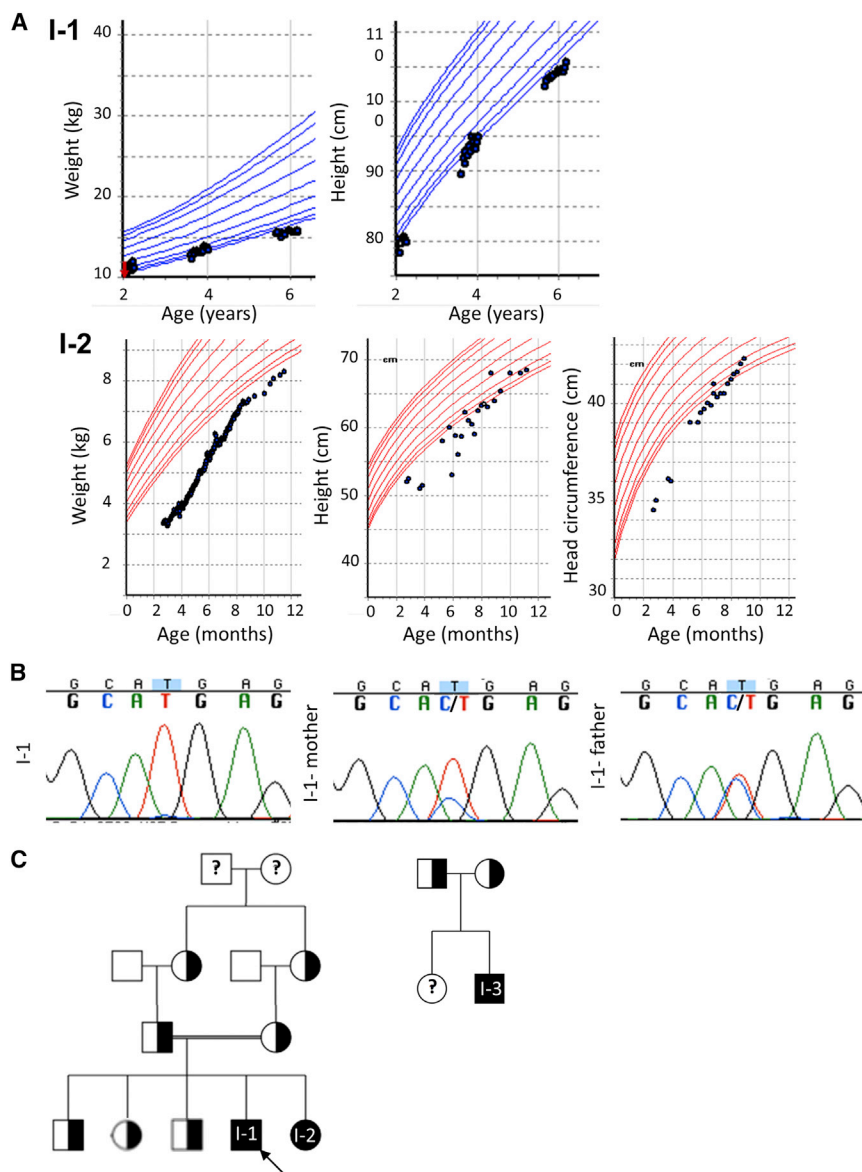 A I-1
40
30
20
10
Weight (kg)
2 4 6
Age (years)
11
0
10
0
90
80
Height (cm)
2 4 6
Age (years)
I-2
8
6
4
2
Weight (kg)
0 2 4 6 8 10 12
Age (months)
70
60
50
40
cm
Height (cm)
0 2 4 6 8 10 12
Age (months)
40
35
30
cm
Head circumference (cm)
0 2 4 6 8 10 12
Age (months)
B
I-1
G C A T G A G
G C A T G A G
I-1- mother
G C A T G A G
G C A C/T G A G
I-1- father
G C A T G A G
G C A C/T G A G
C
? ?
? I-3
I-1 I-2